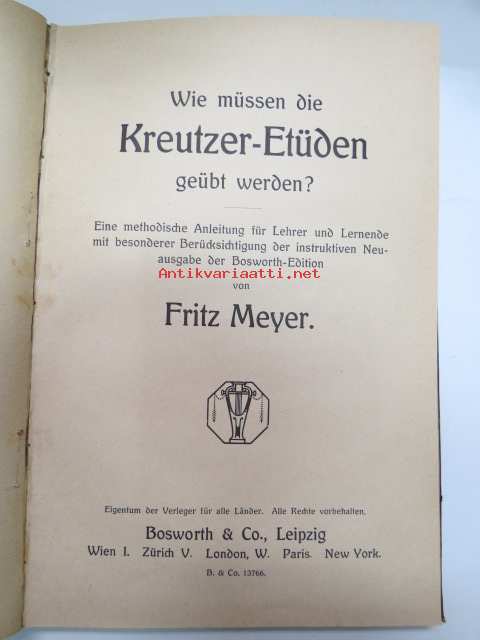 Wie müssen die
Kreutzer-Etüden
geübt werden?
Eine methodische Anleitung für Lehrer und Lernende
mit besonderer Berücksichtigung der instruktiven Neu-
ausgabe der Bosworth-Edition
Antikvariaatti.net
von
Fritz Meyer.
Eigentum der Verleger für alle Länder. Alle Rechte vorbehalten.
Bosworth & Co., Leipzig
Wien I. Zürich V. London, W. Paris. New York.
B. & Co. 13766.